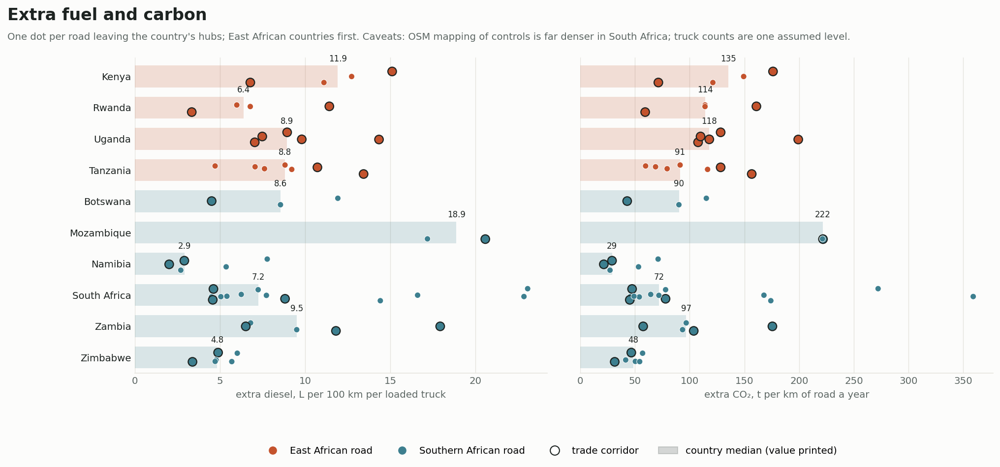 Extra fuel and carbon
One dot per road leaving the country's hubs; East African countries first. Caveats: OSM mapping of controls is far denser in South Africa; truck counts are one assumed level.
11.9
135
Kenya
6.4
114
Rwanda
8.9
118
Uganda
8.8
91
Tanzania
8.6
90
Botswana
18.9
222
Mozambique
2.9
29
Namibia
7.2
72
South Africa
9.5
97
Zambia
4.8
48
Zimbabwe
0 5 10 15 20
0 50 100 150 200 250 300 350
extra diesel, L per 100 km per loaded truck
extra CO₂, t per km of road a year
East African road
Southern African road
trade corridor
country median (value printed)